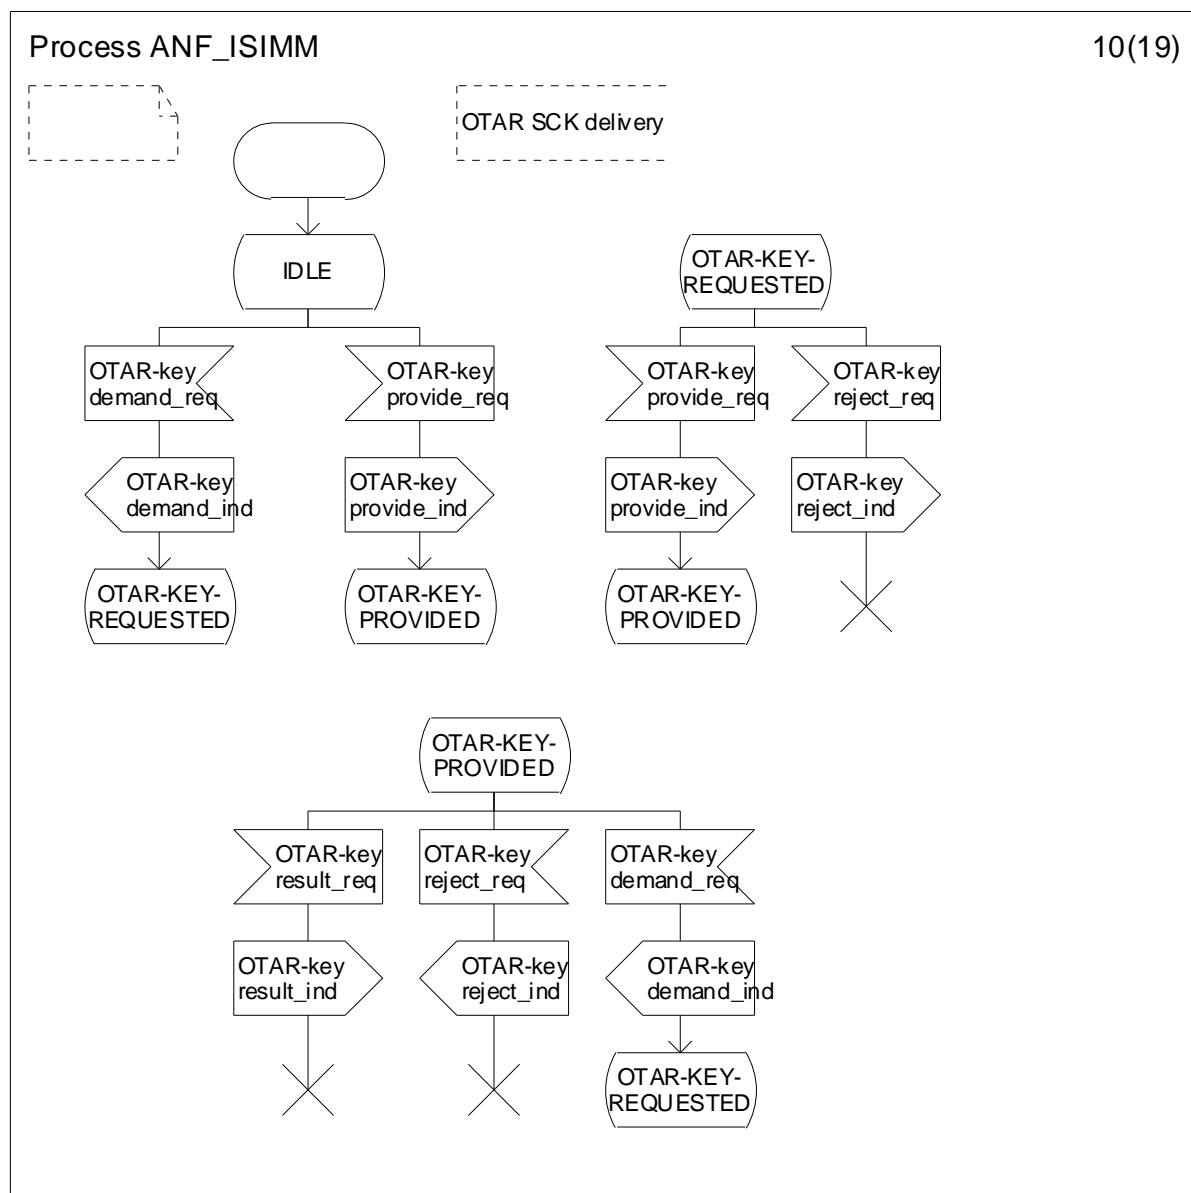 Process ANF_ISIMM
10(19)
OTAR SCK delivery
IDLE
OTAR-key
demand_req
OTAR-key
provide_req
OTAR-key
demand_ind
OTAR-key
provide_ind
OTAR-KEY-
REQUESTED
OTAR-KEY-
PROVIDED
OTAR-KEY-
REQUESTED
OTAR-key
provide_req
OTAR-key
reject_req
OTAR-key
provide_ind
OTAR-key
reject_ind
OTAR-KEY-
PROVIDED
OTAR-KEY-
PROVIDED
OTAR-key
result_req
OTAR-key
reject_req
OTAR-key
demand_req
OTAR-key
result_ind
OTAR-key
reject_ind
OTAR-key
demand_ind
OTAR-KEY-
REQUESTED